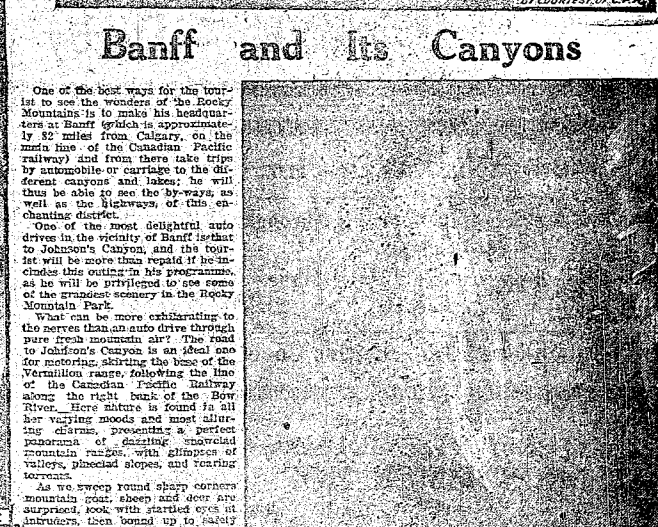 BY COURTESY OF C.P.R.
Banff and Its Canyons
One of the best ways for the tour-
ist to see the wonders of the Rocky
Mountains is to make his headquar-
ters at Banff (which is approximate-
ly 82 miles from Calgary, on the
main line of the Canadian Pacific
railway) and from there take trips
by automobile or carriage to the dif-
ferent canyons and lakes; he will
thus be able to see the by-ways, as
well as the highways, of this en-
chanting district.
One of the most delightful auto
drives in the vicinity of Banff is that
to Johnson's Canyon, and the tour-
ist will be more than repaid if he in-
cludes this outing in his programme,
as he will be privileged to see some
of the grandest scenery in the Rocky
Mountain Park.
What can be more exhilarating to
the nerves than an auto drive through
pure fresh mountain air? The road
to Johnson's Canyon is an ideal one
for motoring, skirting the base of the
Vermillion range, following the line
of the Canadian Pacific Railway
along the right bank of the Bow
River. Here nature is found in all
her varying moods and most allur-
ing charms, presenting a perfect
panorama of dazzling snowclad
mountain ranges, with glimpses of
valleys, pineclad slopes, and roaring
torrents.
As we sweep round sharp corners
mountain goat, sheep and deer are
surprised, look with startled eyes at
intruders, then bound up to safety